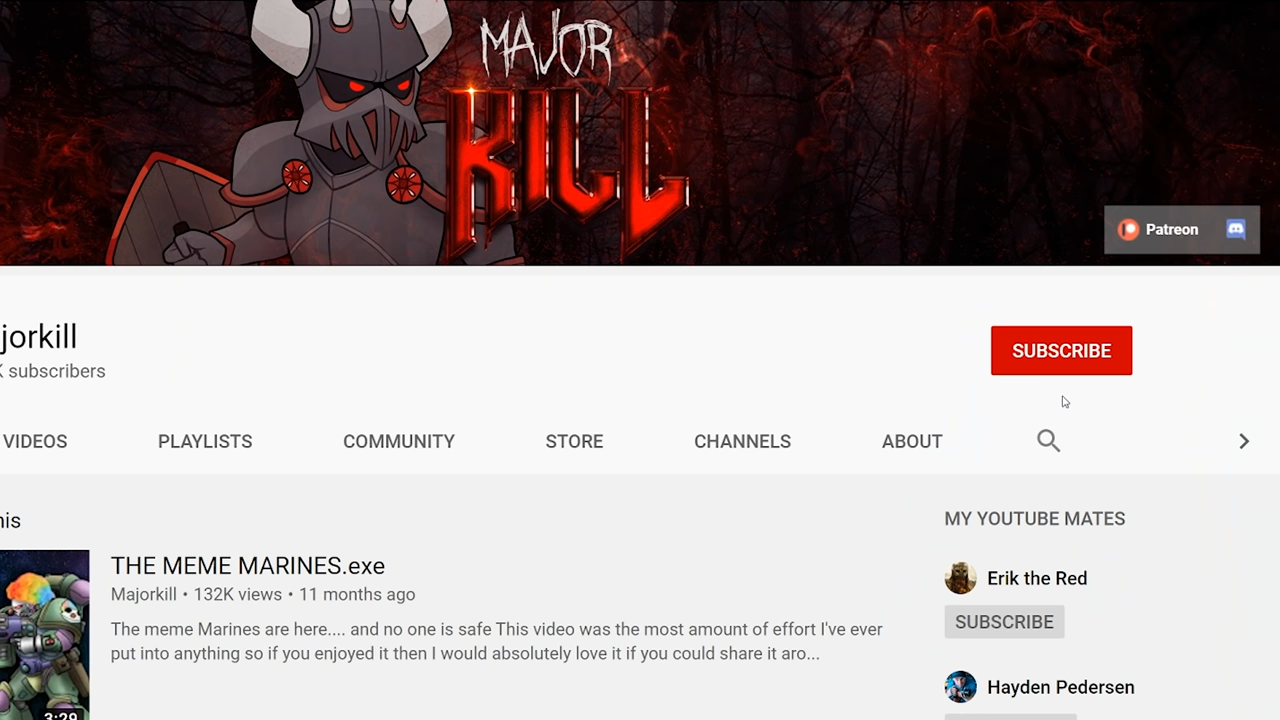 MAJOR
KILL
Patreon
jorkill
K subscribers
SUBSCRIBE
VIDEOS PLAYLISTS COMMUNITY STORE CHANNELS ABOUT
his
MY YOUTUBE MATES
THE MEME MARINES.exe
Majorkill • 132K views • 11 months ago
The meme Marines are here.... and no one is safe This video was the most amount of effort I've ever
put into anything so if you enjoyed it then I would absolutely love it if you could share it aro...
3:29
Erik the Red
SUBSCRIBE
Hayden Pedersen